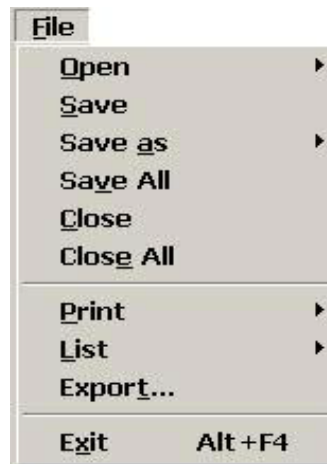 File
Open
Save
Save as
Save All
Close
Close All
Print
List
Export...
Exit Alt+F4